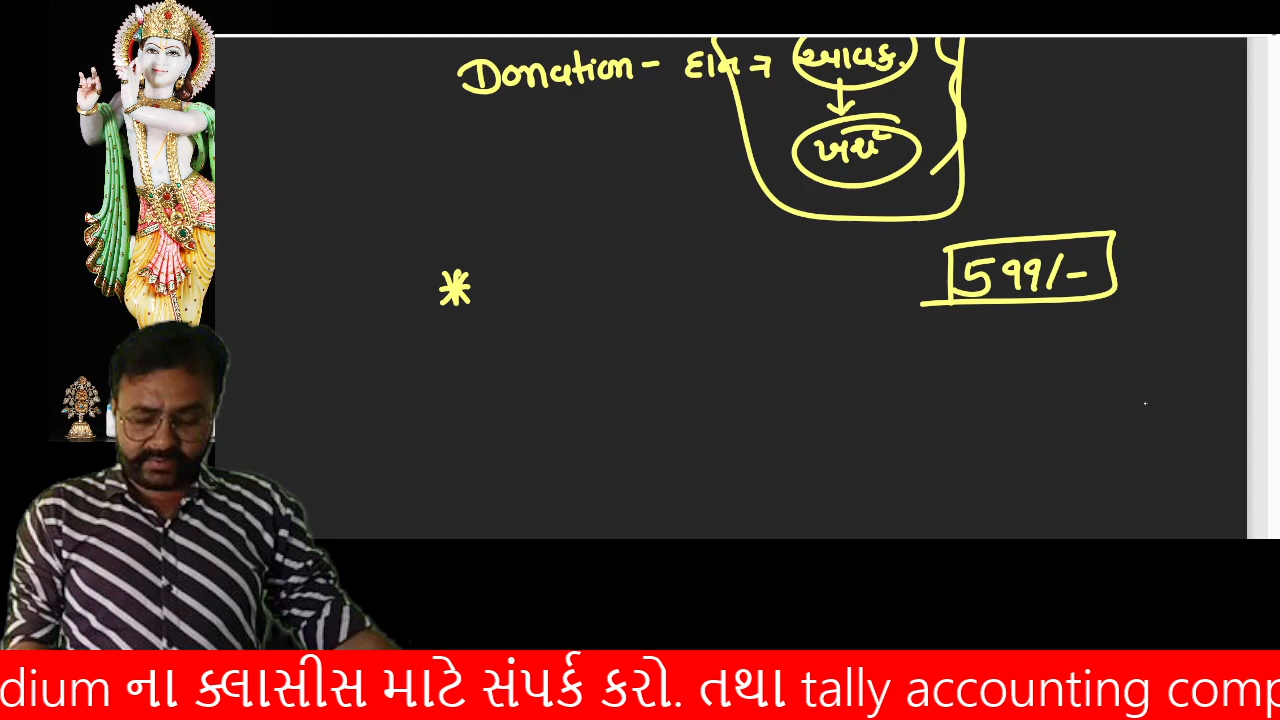 Donation - દાન → આવક.
ખર્ચ
* 599/-
dium ના ક્લાસીસ માટે સંપર્ક કરો. તથા tally accounting comp